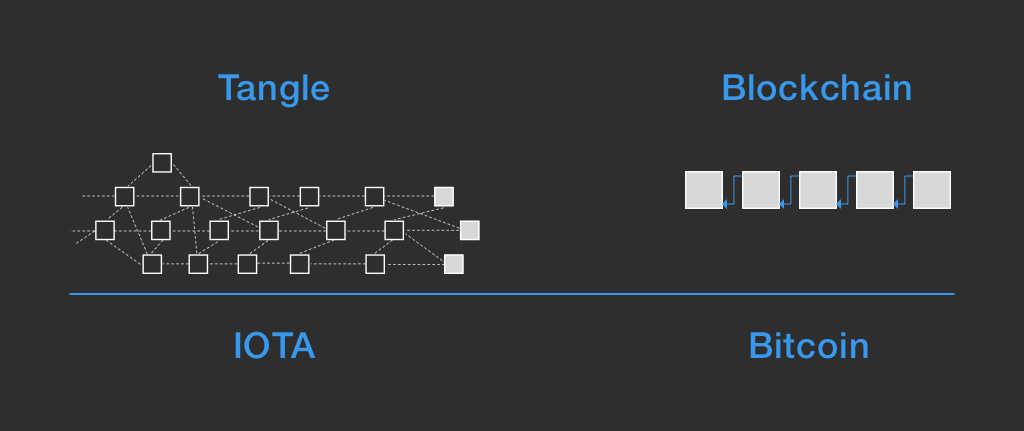 Tangle
Blockchain
IOTA
Bitcoin